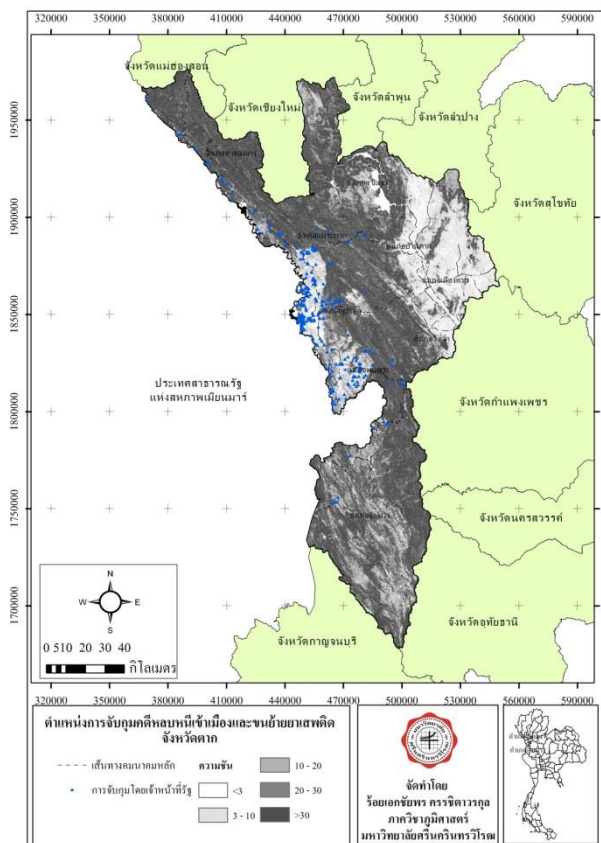 320000 350000 380000 410000 440000 470000 500000 530000 560000 590000
จังหวัดแม่ฮ่องสอน
จังหวัดเชียงใหม่
จังหวัดลำพูน
จังหวัดลำปาง
จังหวัดสุโขทัย
1950000
1900000
1850000
ประเทศสาธารณรัฐ
แห่งสหภาพเมียนมาร์
จังหวัดกำแพงเพชร
1800000
จังหวัดนครสวรรค์
1750000
จังหวัดอุทัยธานี
จังหวัดกาญจนบุรี
1700000
N
W E
S
0 5 10 20 30 40
กิโลเมตร
320000 350000 380000 410000 440000 470000 500000 530000 560000 590000
ตำแหน่งการจับกุมคดีหลบหนีเข้าเมืองและขนย้ายยาเสพติด
จังหวัดตาก
เส้นทางคมนาคมหลัก
การจับกุมโดยเจ้าหน้าที่รัฐ
ความชัน
<3
3 - 10
10 - 20
20 - 30
>30
จัดทำโดย
ร้อยเอกชัยพร ครรชิตาวรกุล
ภาควิชาภูมิศาสตร์
มหาวิทยาลัยศรีนครินทรวิโรฒ